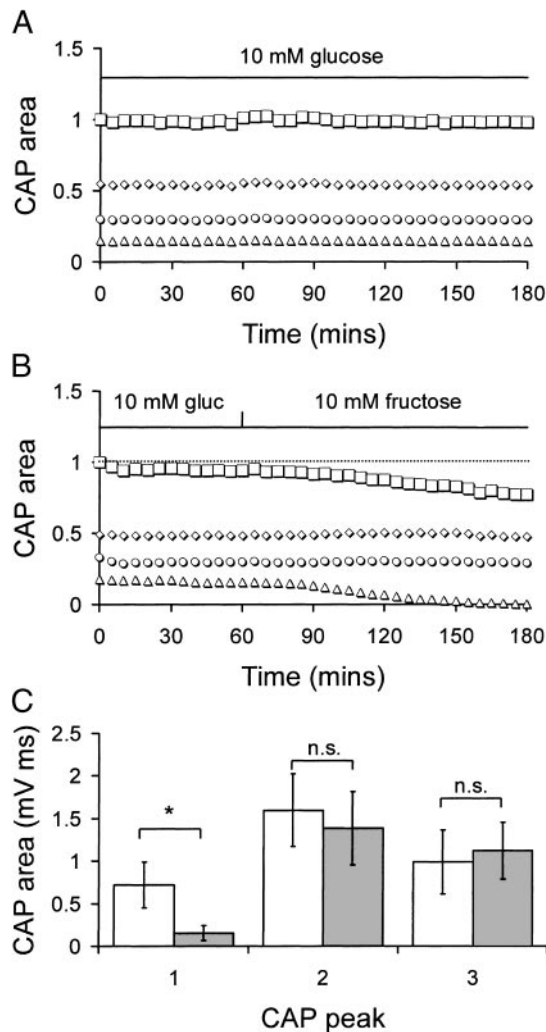 A
1.5
10 mM glucose
1
CAP area
0.5
0
0 30 60 90 120 150 180
Time (mins)
B
1.5
10 mM gluc 10 mM fructose
1
CAP area
0.5
0
0 30 60 90 120 150 180
Time (mins)
C
2.5
n.s.
2
n.s.
CAP area (mV ms)
1.5
*
1
0.5
0
1 2 3
CAP peak